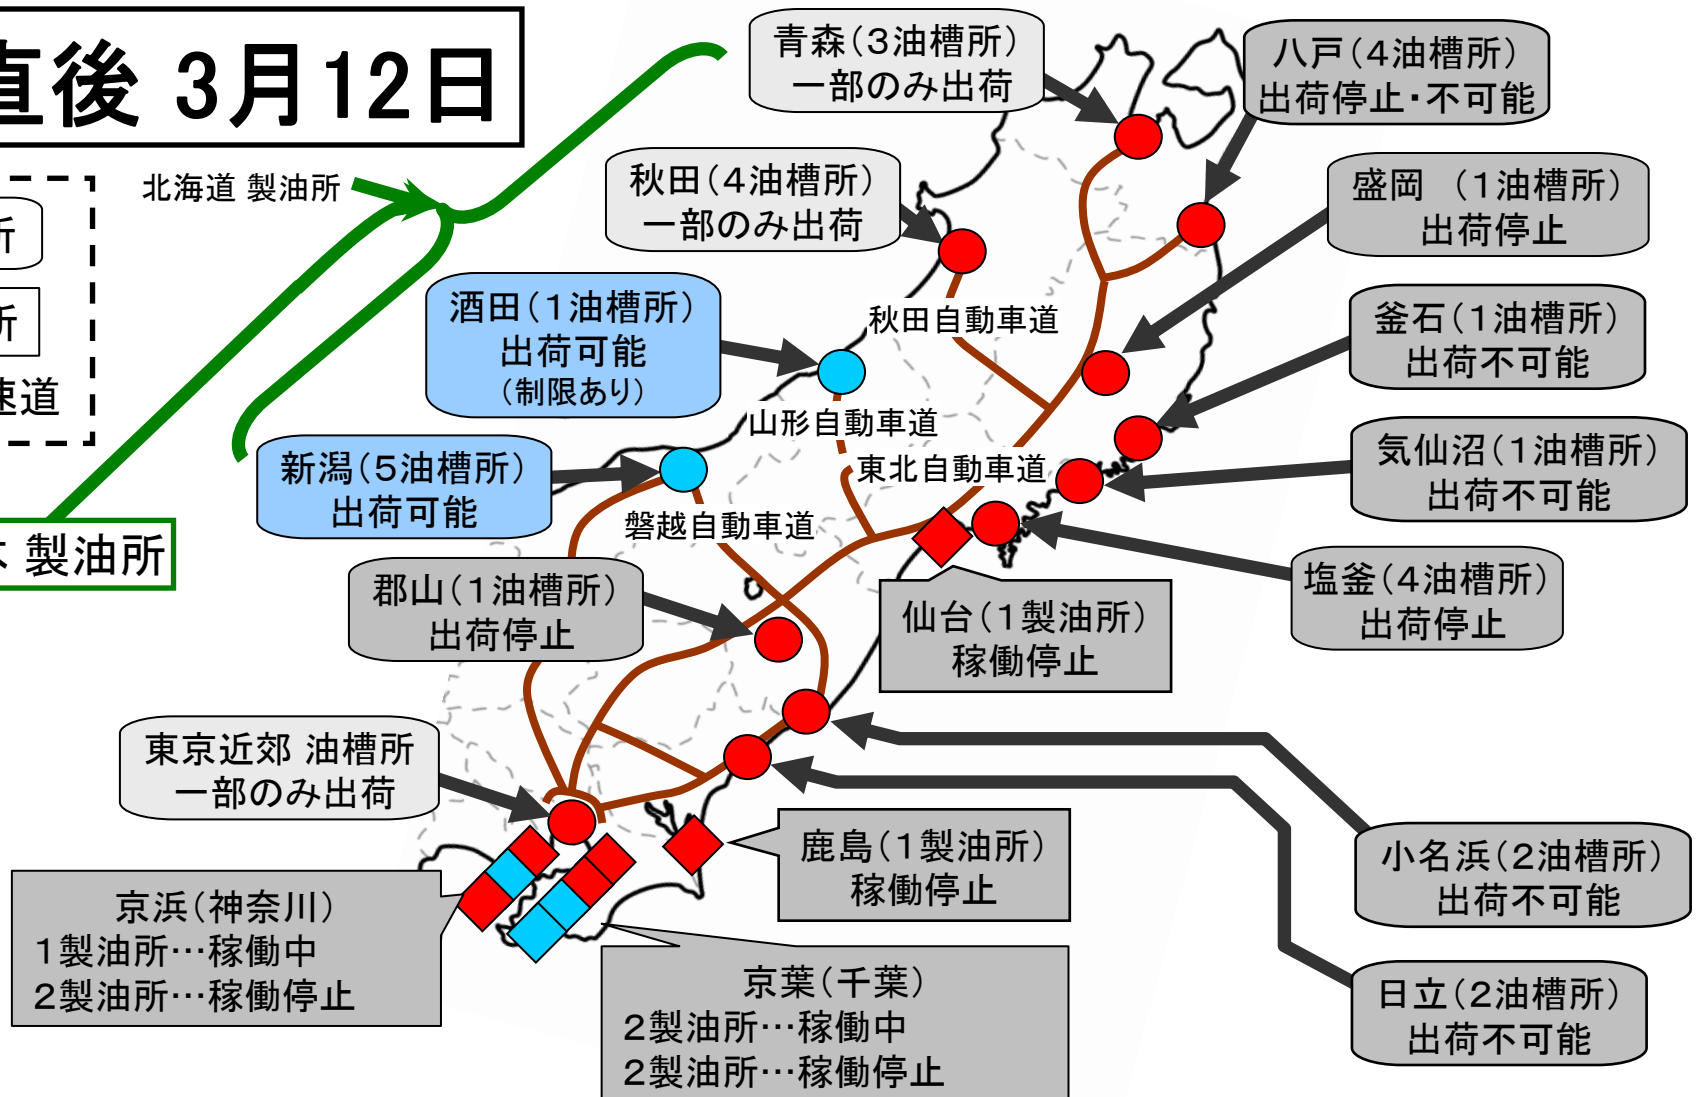 直後 3月12日
北海道 製油所
所
所
速道
製油所
青森(3油槽所)
一部のみ出荷
八戸(4油槽所)
出荷停止・不可能
秋田(4油槽所)
一部のみ出荷
盛岡 (1油槽所)
出荷停止
酒田(1油槽所)
出荷可能
(制限あり)
秋田自動車道
釜石(1油槽所)
出荷不可能
山形自動車道
東北自動車道
新潟(5油槽所)
出荷可能
気仙沼(1油槽所)
出荷不可能
磐越自動車道
郡山(1油槽所)
出荷停止
仙台(1製油所)
稼働停止
塩釜(4油槽所)
出荷停止
東京近郊 油槽所
一部のみ出荷
鹿島(1製油所)
稼働停止
小名浜(2油槽所)
出荷不可能
京浜(神奈川)
1製油所…稼働中
2製油所…稼働停止
京葉(千葉)
2製油所…稼働中
2製油所…稼働停止
日立(2油槽所)
出荷不可能